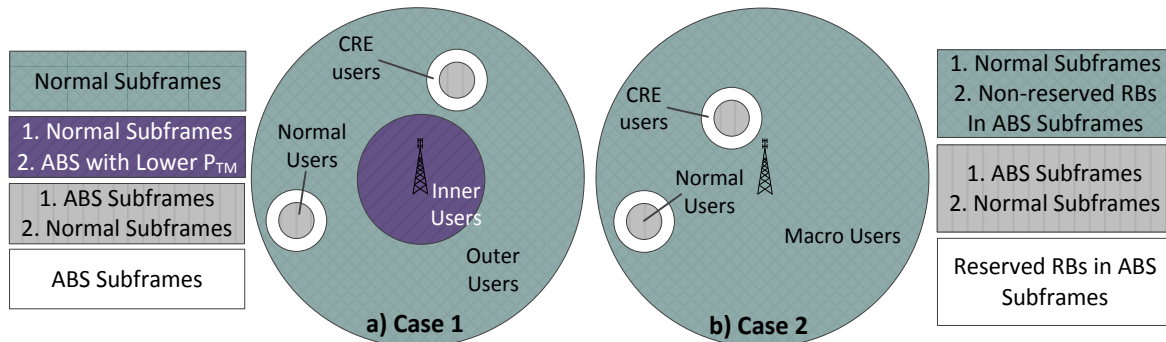 Normal Subframes
1. Normal Subframes
2. ABS with Lower PTM
1. ABS Subframes
2. Normal Subframes
ABS Subframes
CRE
users
Normal
Users
Inner
Users
Outer
Users
a) Case 1
CRE
users
Normal
Users
Macro Users
b) Case 2
1. Normal Subframes
2. Non-reserved RBs
In ABS Subframes
1. ABS Subframes
2. Normal Subframes
Reserved RBs in ABS
Subframes